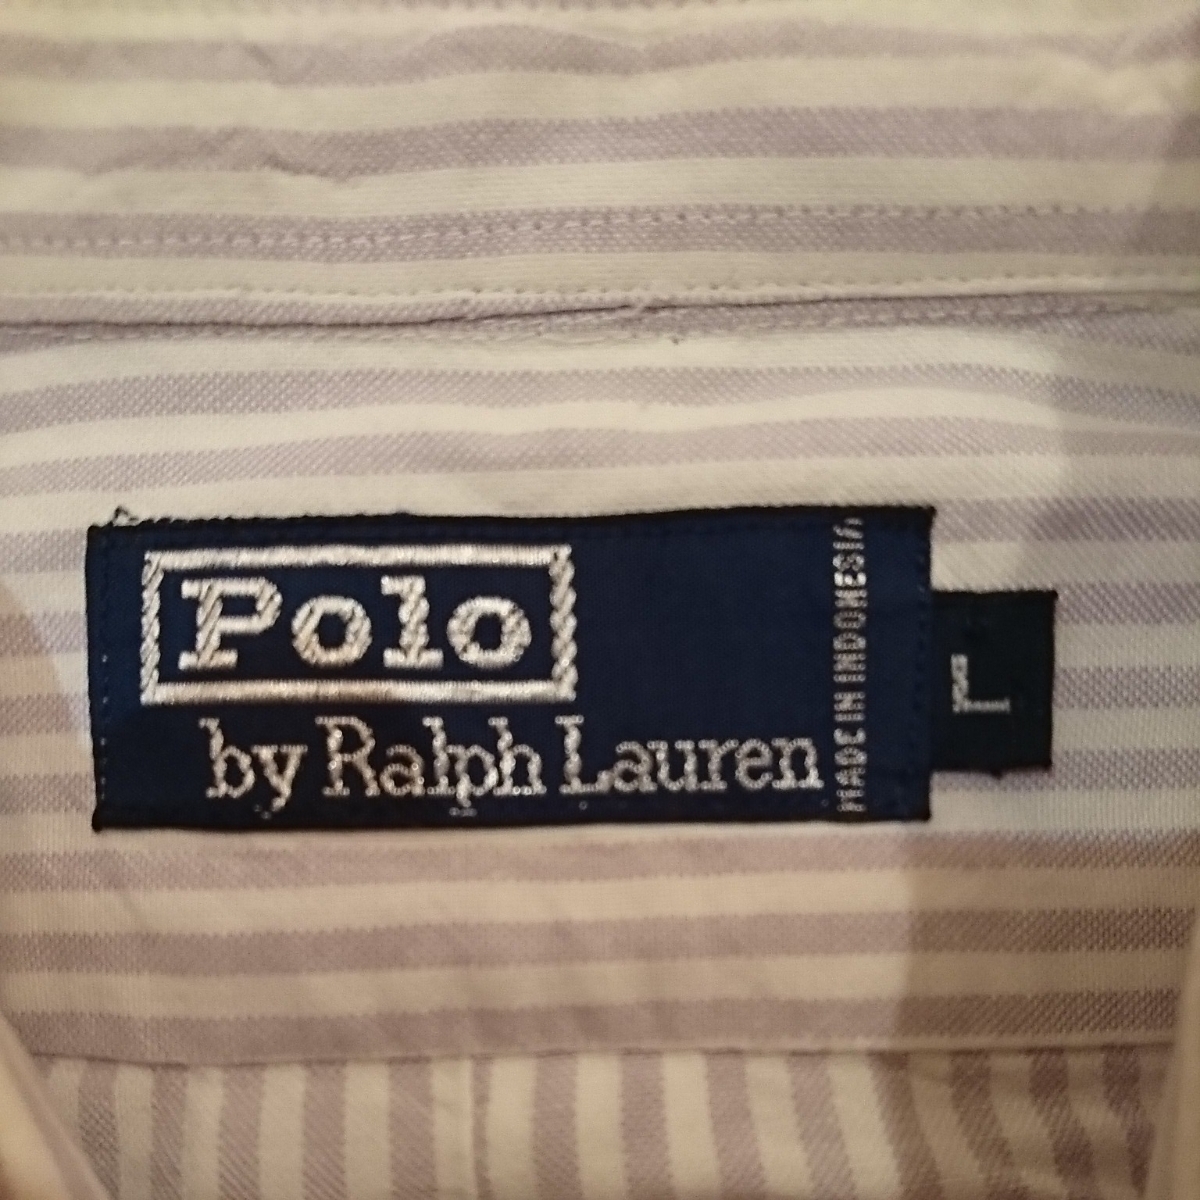 Polo
by Ralph Lauren
MADE IN INDONESIA
L